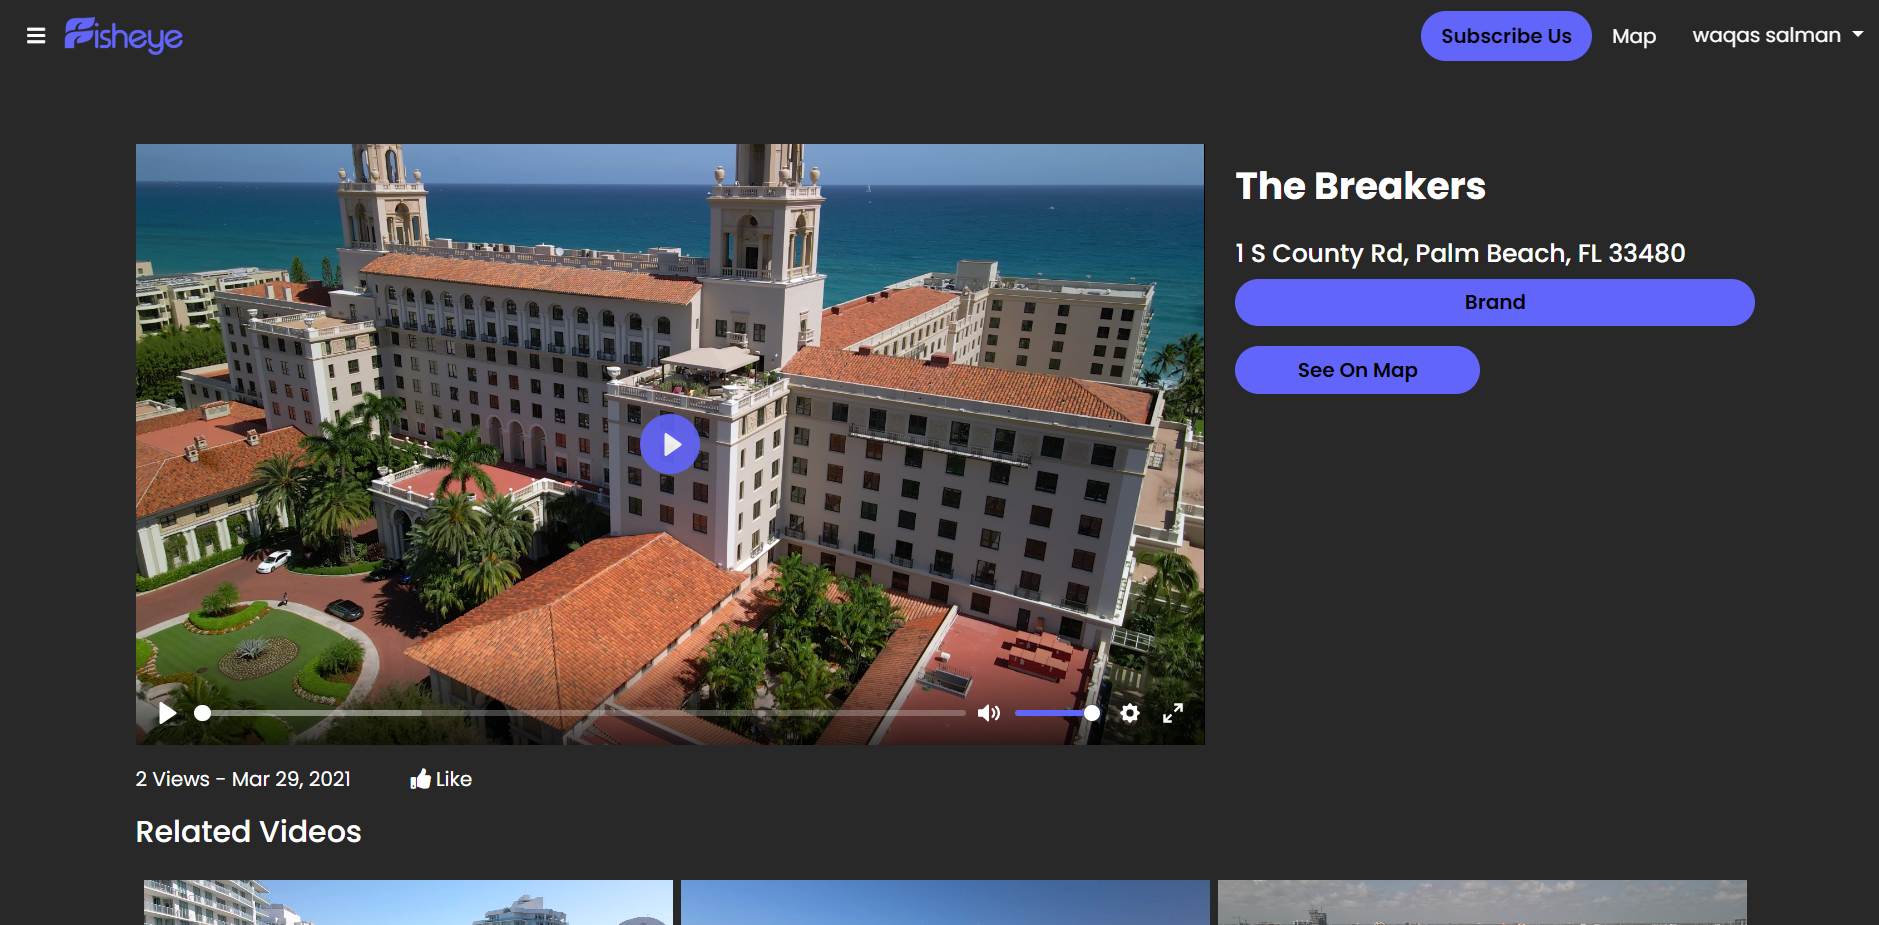 Fisheye
Subscribe Us
Map
waqas salman
The Breakers
1 S County Rd, Palm Beach, FL 33480
Brand
See On Map
2 Views - Mar 29, 2021
Like
Related Videos